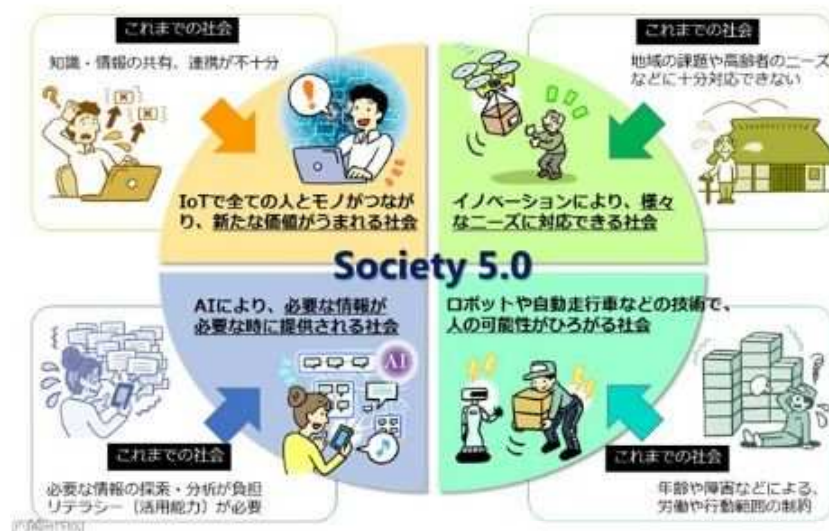 これまでの社会
知識・情報の共有、連携が不十分
IoTで全ての人とモノがつなが
り、新たな価値がうまれる社会
これまでの社会
地域の課題や高齢者のニーズ
などに十分対応できない
イノベーションにより、様々
なニーズに対応できる社会
Society 5.0
AIにより、必要な情報が
必要な時に提供される社会
AI
これまでの社会
必要な情報の探索・分析が負担
リテラシー（活用能力）が必要
ロボットや自動走行車などの技術で、
人の可能性がひろがる社会
これまでの社会
年齢や障害などによる、
労働や行動範囲の制約